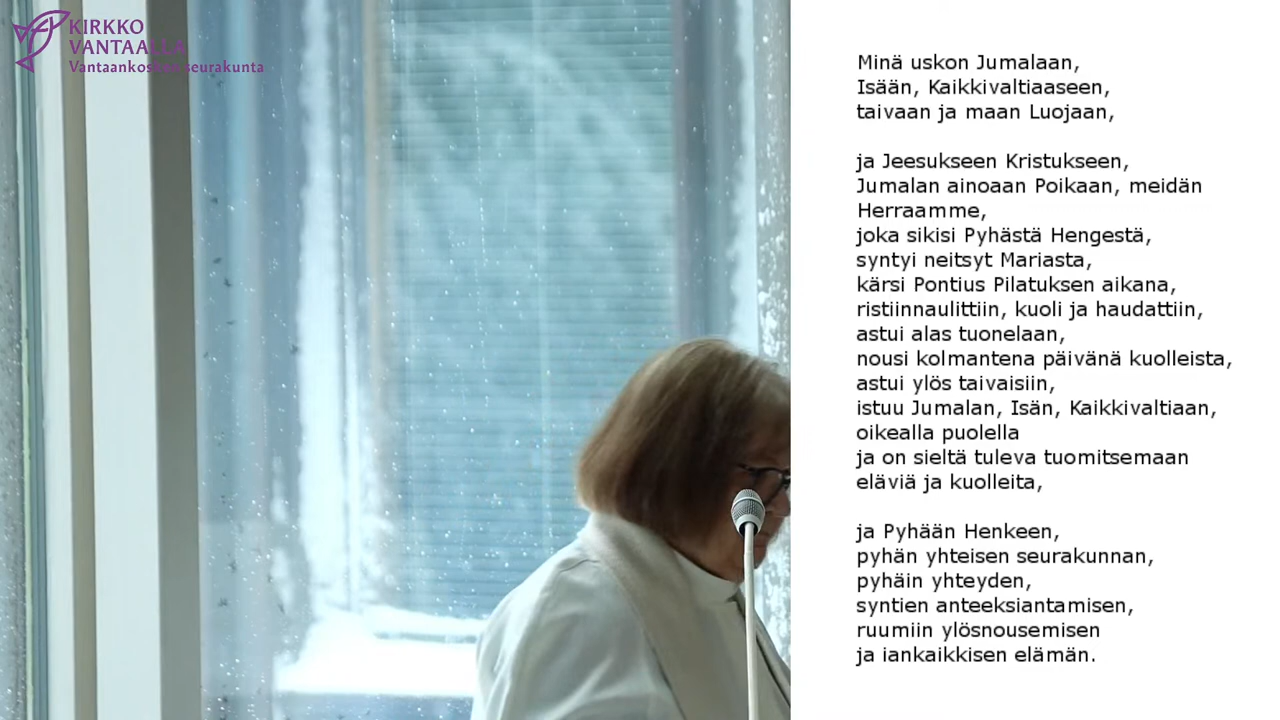 KIRKKO
VANTAALLA
Vantaankosken seurakunta
Minä uskon Jumalaan,
Isään, Kaikkivaltiaaseen,
taivaan ja maan Luojaan,
ja Jeesukseen Kristukseen,
Jumalan ainoaan Poikaan, meidän
Herraamme,
joka sikisi Pyhästä Hengestä,
syntyi neitsyt Mariasta,
kärsi Pontius Pilatuksen aikana,
ristiinnaulittiin, kuoli ja haudattiin,
astui alas tuonelaan,
nousi kolmantena päivänä kuolleista,
astui ylös taivaisiin,
istuu Jumalan, Isän, Kaikkivaltiaan,
oikealla puolella
ja on sieltä tuleva tuomitsemaan
eläviä ja kuolleita,
ja Pyhään Henkeen,
pyhän yhteisen seurakunnan,
pyhäin yhteyden,
syntien anteeksiantamisen,
ruumiin ylösnousemisen
ja iankaikkisen elämän.